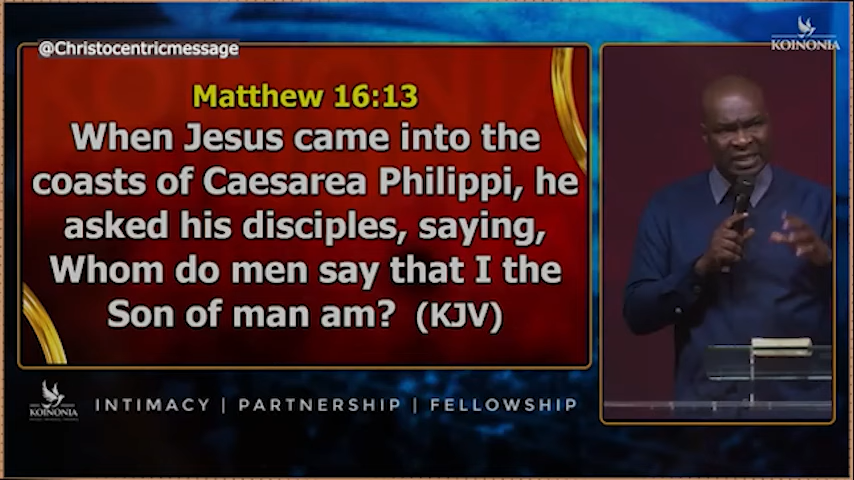 @Christocentricmessage
KOINONIA
Matthew 16:13
When Jesus came into the
coasts of Caesarea Philippi, he
asked his disciples, saying,
Whom do men say that I the
Son of man am? (KJV)
KOINONIA
INTIMACY | PARTNERSHIP | FELLOWSHIP